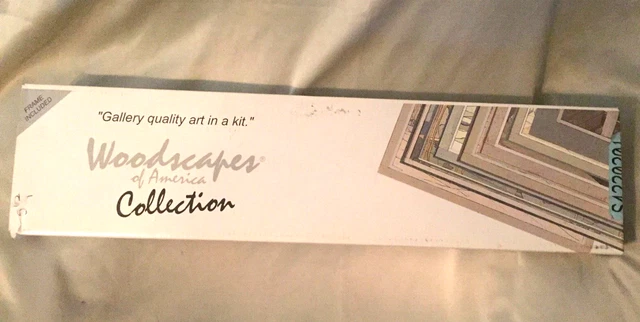 FRAME
INCLUDED
"Gallery quality art in a kit."
Woodscapes®
of America
Collection